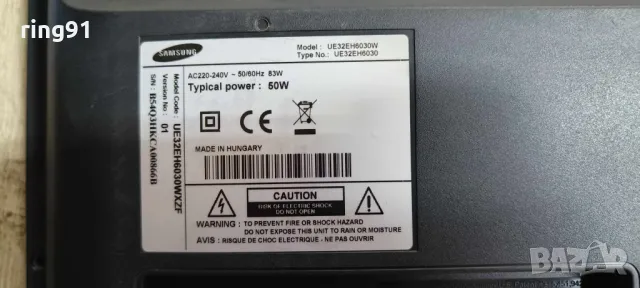 ring91
SAMSUNG
Model : UE32EH6030W
Type No.: UE32EH6030
AC220-240V ~ 50/60Hz 83W
Typical power : 50W
MADE IN HUNGARY
CAUTION
RISK OF ELECTRIC SHOCK
DO NOT OPEN
WARNING : TO PREVENT FIRE OR SHOCK HAZARD
DO NOT EXPOSE THIS UNIT TO RAIN OR MOISTURE
AVIS : RISQUE DE CHOC ELECTRIQUE - NE PAS OUVRIR
Model Code : UE32EH6030WXZF
Version No : 01
S/N :
bazar
БАЗАР